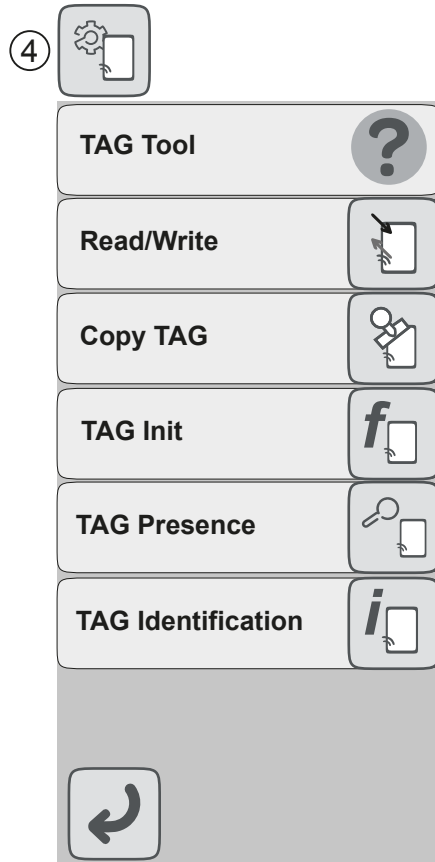 ④
TAG Tool
?
Read/Write
Copy TAG
TAG Init
f
TAG Presence
TAG Identification
i